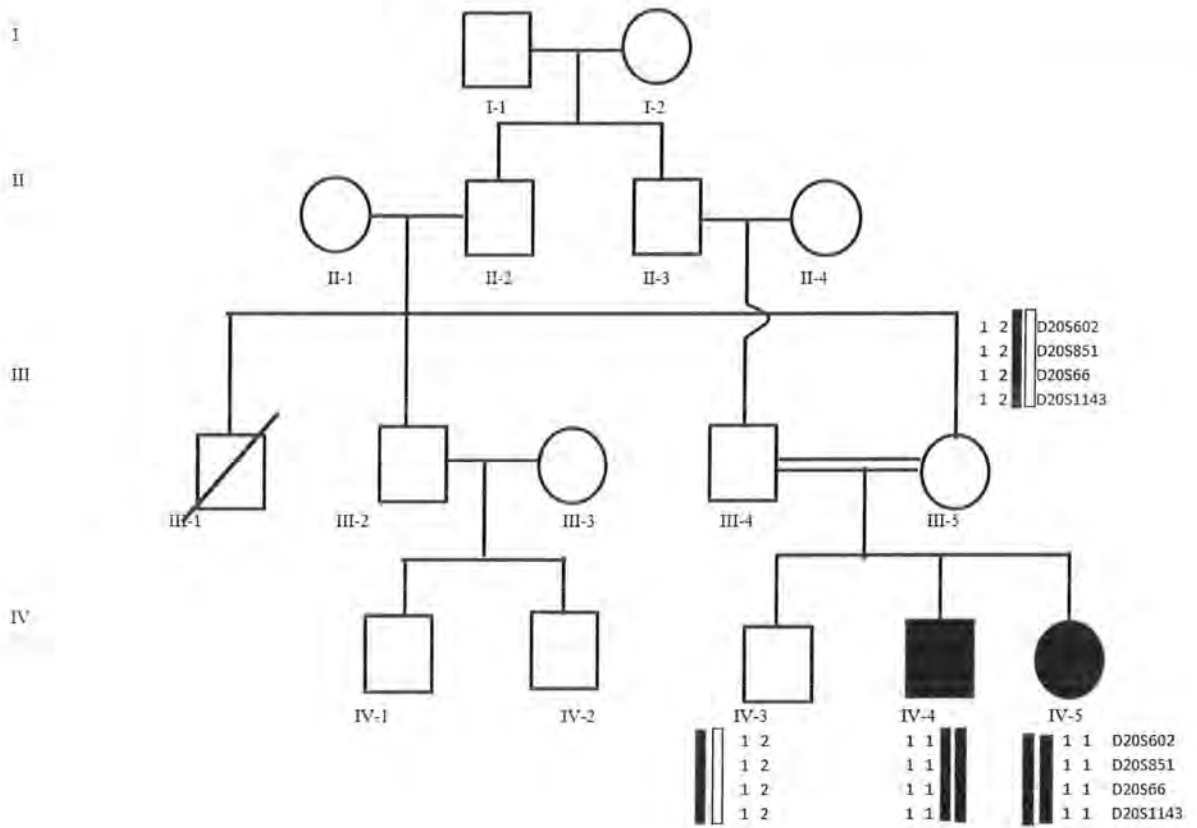 I
I-1 I-2
II
II-1 II-2 II-3 II-4
1 2 D20S602
1 2 D20S851
1 2 D20S66
1 2 D20S1143
III
III-1 III-2 III-3 III-4 III-5
IV
IV-1 IV-2 IV-3 IV-4 IV-5
1 2 1 1 1 1 D20S602
1 2 1 1 1 1 D20S851
1 2 1 1 1 1 D20S66
1 2 1 1 1 1 D20S1143